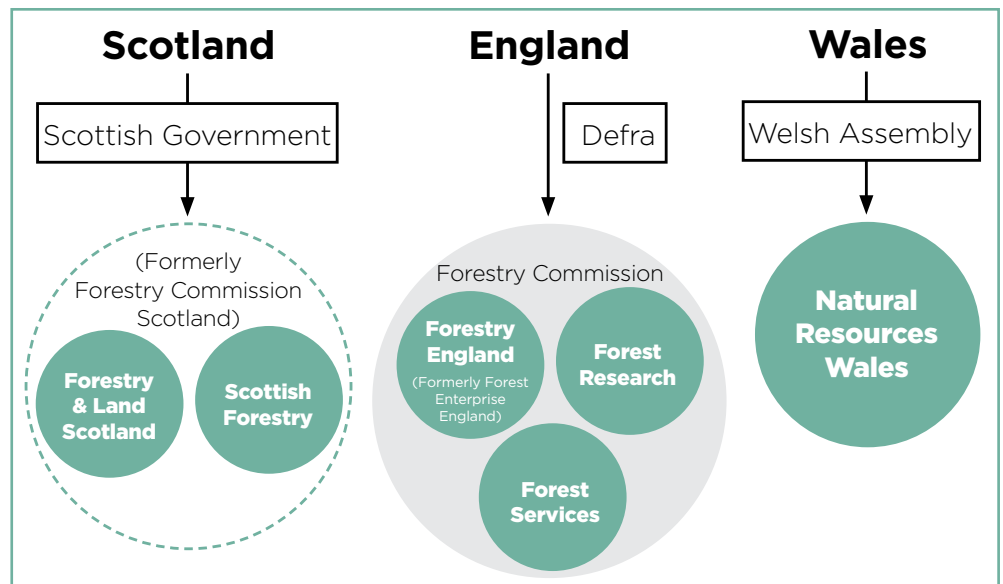 Scotland
England
Wales
Scottish Government
Defra
Welsh Assembly
(Formerly
Forestry Commission
Scotland)
Forestry
& Land
Scotland
Scottish
Forestry
Forestry Commission
Forestry
England
(Formerly Forest
Enterprise
England)
Forest
Research
Forest
Services
Natural
Resources
Wales